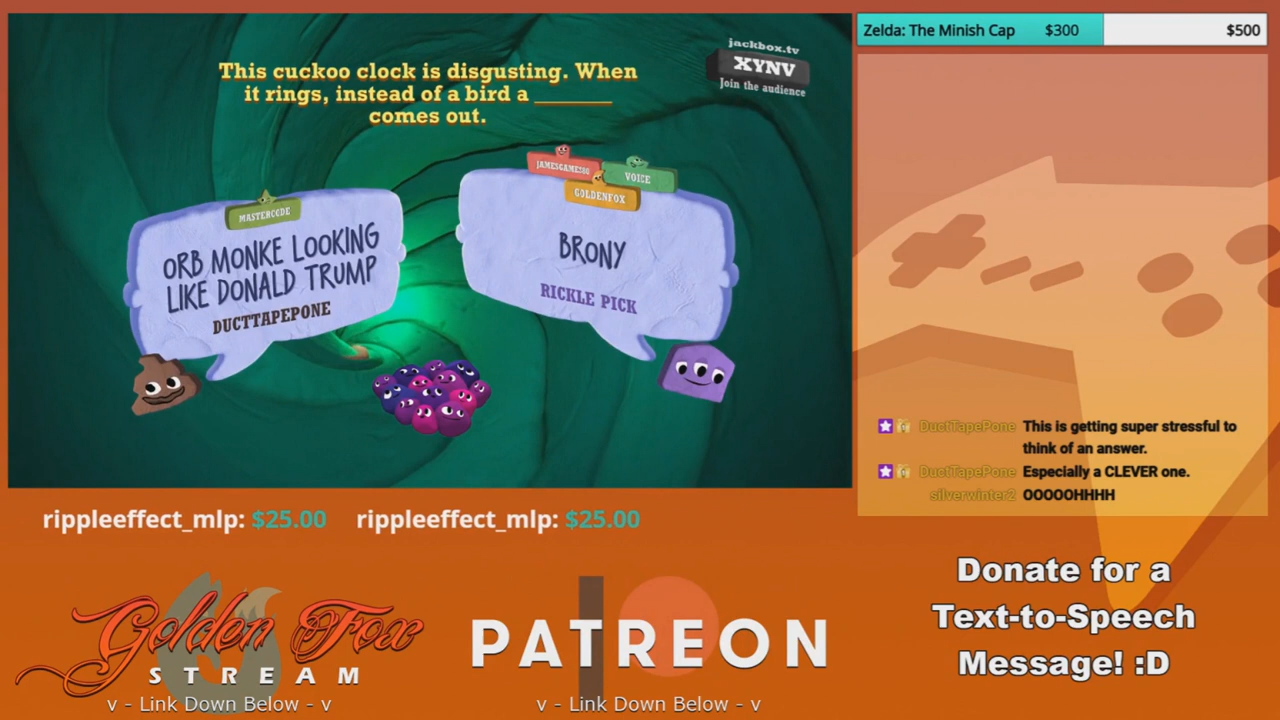 This cuckoo clock is disgusting. When
it rings, instead of a bird a ________
comes out.
jackbox.tv
XYNV
Join the audience
MASTERCODE
ORB MONKE LOOKING
LIKE DONALD TRUMP
DUCTTAPEPONE
JAMESGAMES86
VOICE
GOLDENFOX
BRONY
RICKLE PICK
Zelda: The Minish Cap $300 $500
DuctTapePone This is getting super stressful to
think of an answer.
DuctTapePone Especially a CLEVER one.
silverwinter2 OOOOOHHHH
rippleeffect_mlp: $25.00 rippleeffect_mlp: $25.00
Golden Fox
STREAM
v - Link Down Below - v
PATREON
v - Link Down Below - v
Donate for a
Text-to-Speech
Message! :D